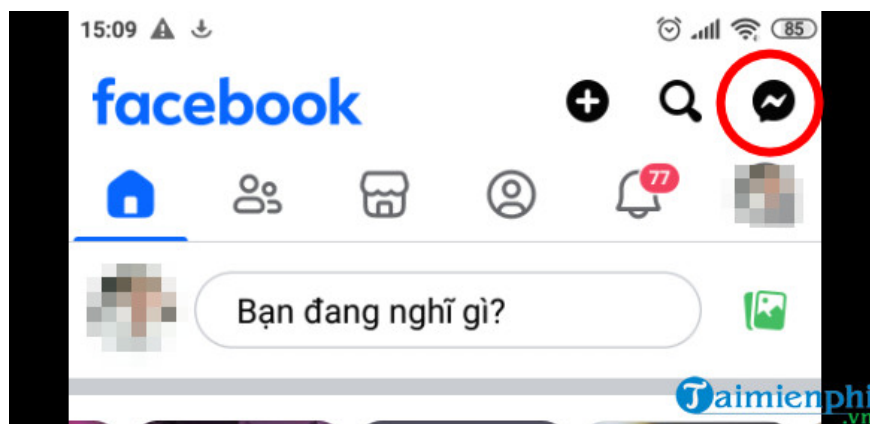 15:09
85
facebook
77
Bạn đang nghĩ gì?
Taimienphi
.vn